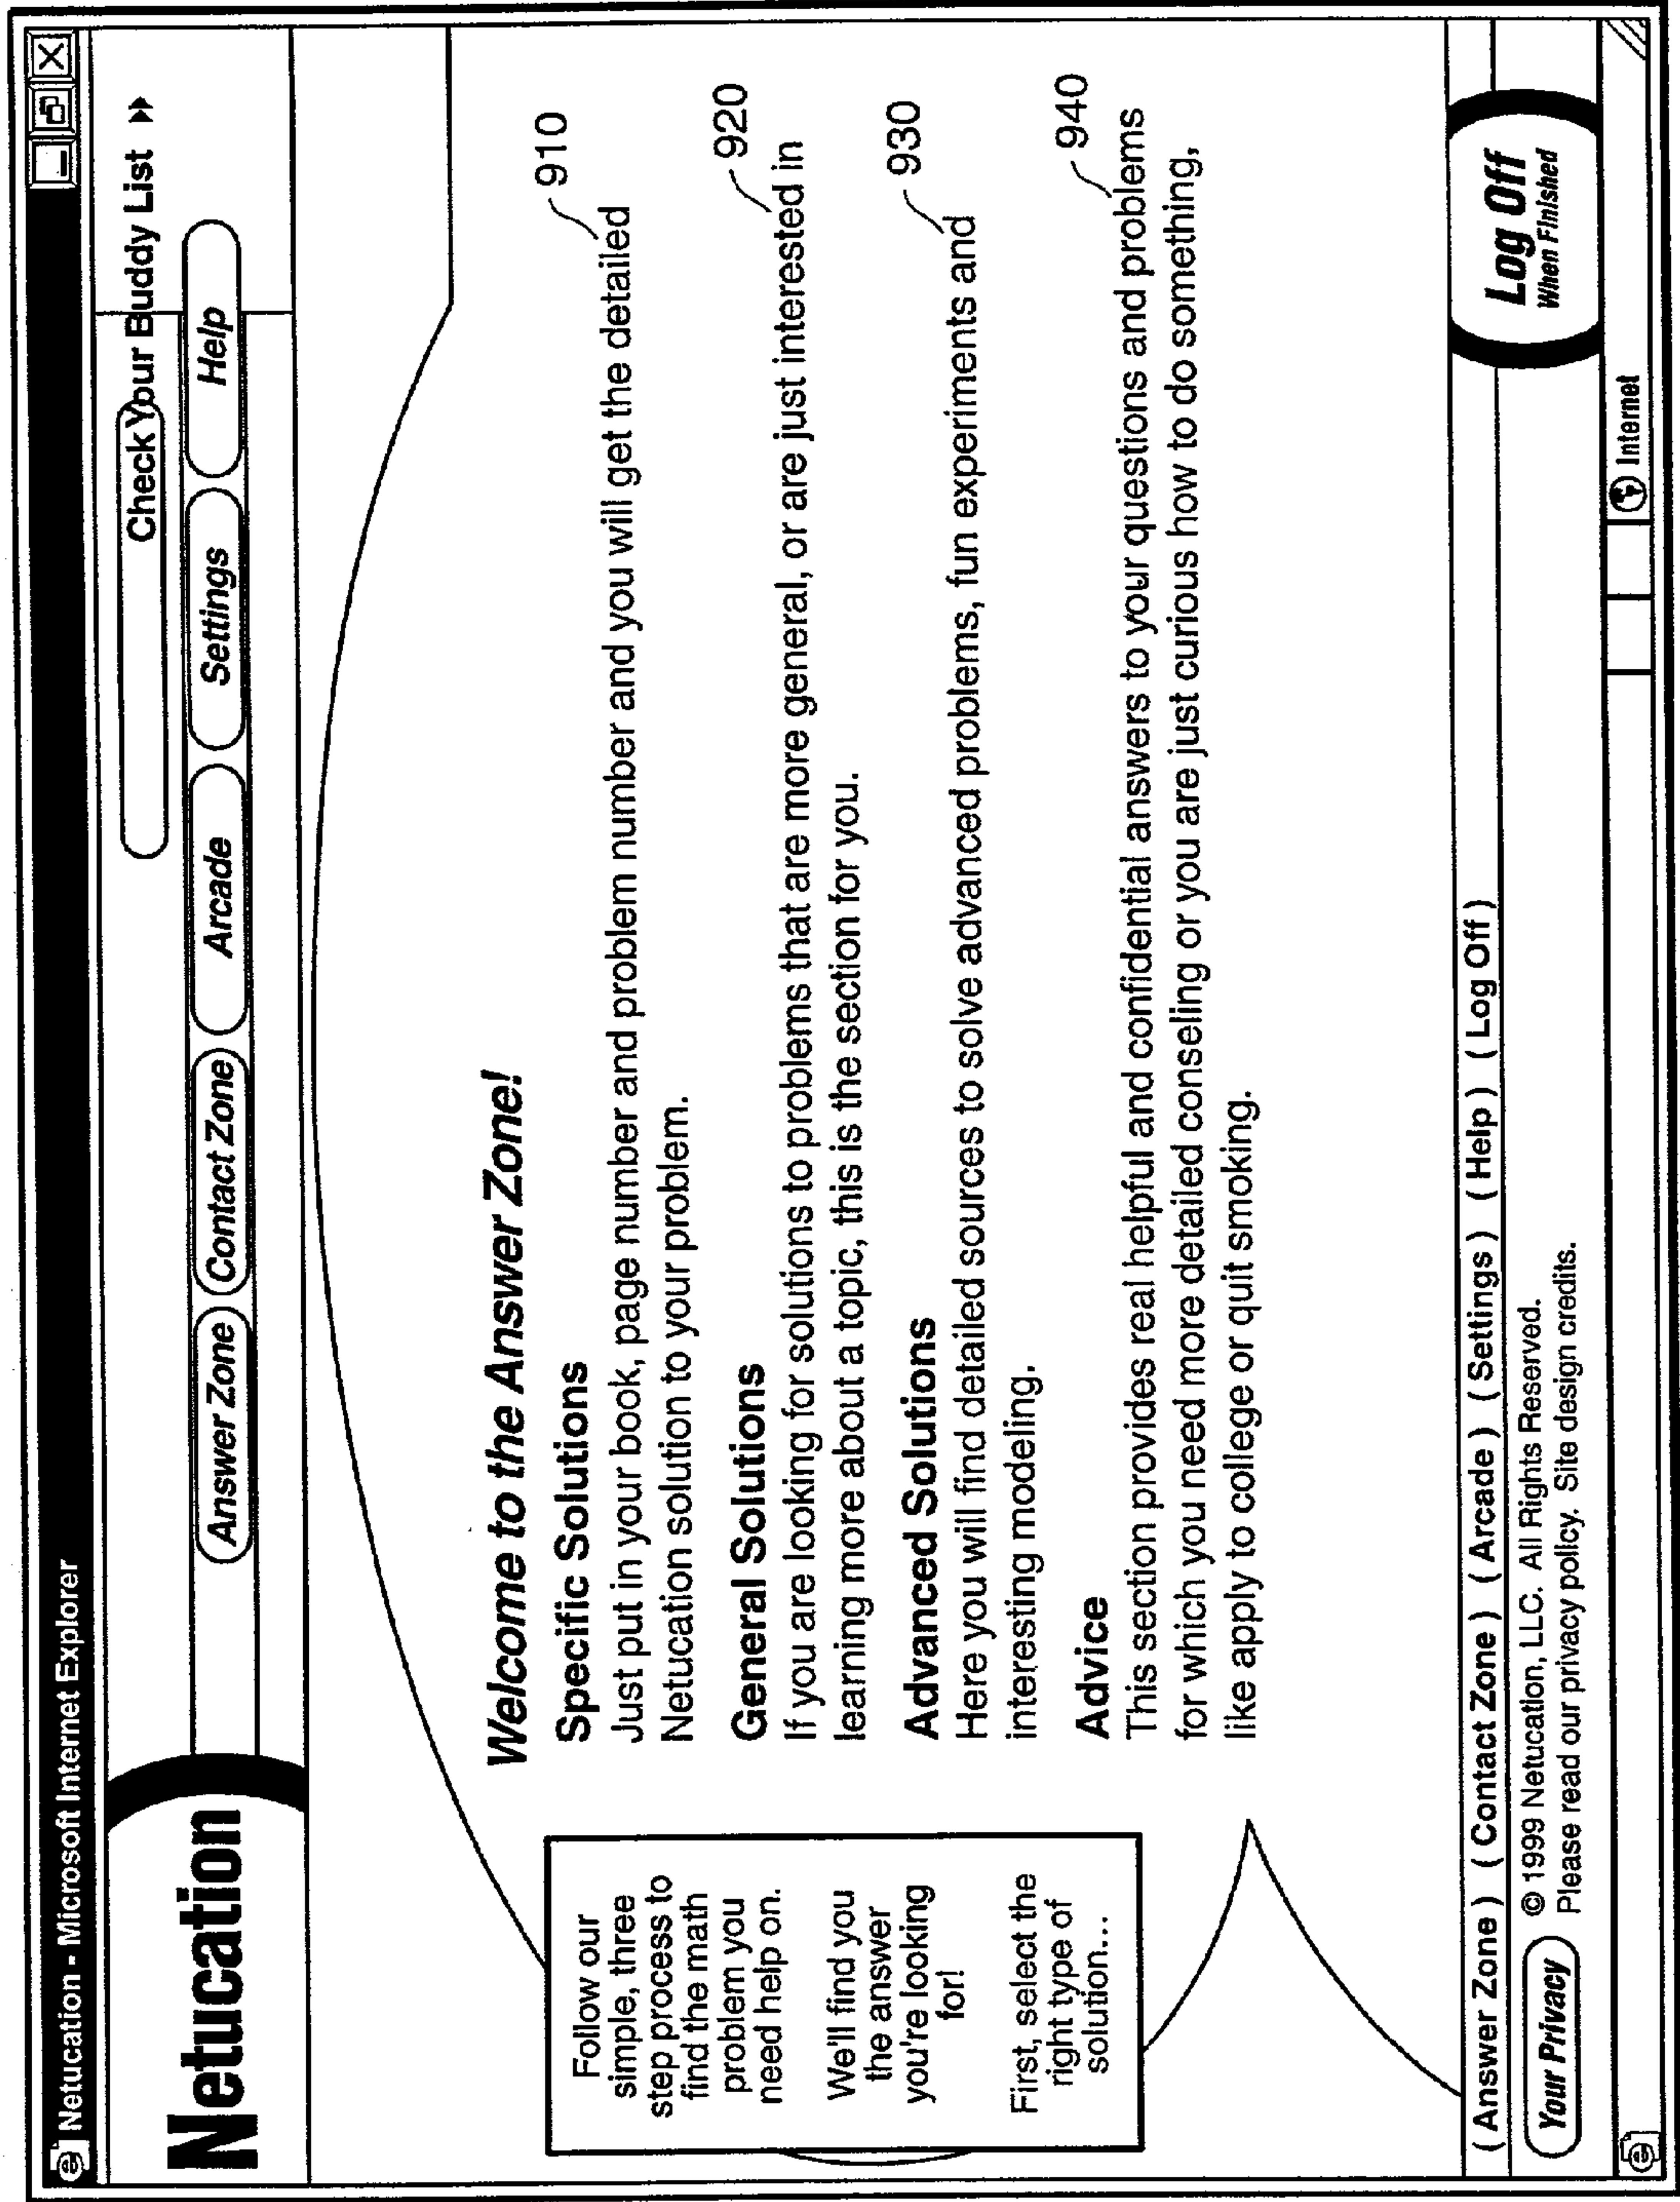 Netucation - Microsoft Internet Explorer
Netucation
Check Your Buddy List
Answer Zone Contact Zone Arcade Settings Help
Follow our
simple, three
step process to
find the math
problem you
need help on.
We'll find you
the answer
you're looking
for!
First, select the
right type of
solution...
Welcome to the Answer Zone!
Specific Solutions
910
Just put in your book, page number and problem number and you will get the detailed
Netucation solution to your problem.
General Solutions
920
If you are looking for solutions to problems that are more general, or are just interested in
learning more about a topic, this is the section for you.
Advanced Solutions
930
Here you will find detailed sources to solve advanced problems, fun experiments and
interesting modeling.
Advice
940
This section provides real helpful and confidential answers to your questions and problems
for which you need more detailed conseling or you are just curious how to do something,
like apply to college or quit smoking.
( Answer Zone ) ( Contact Zone ) ( Arcade ) ( Settings ) ( Help ) ( Log Off )
Your Privacy
© 1999 Netucation, LLC. All Rights Reserved.
Please read our privacy policy. Site design credits.
Log Off
When Finished
Internet